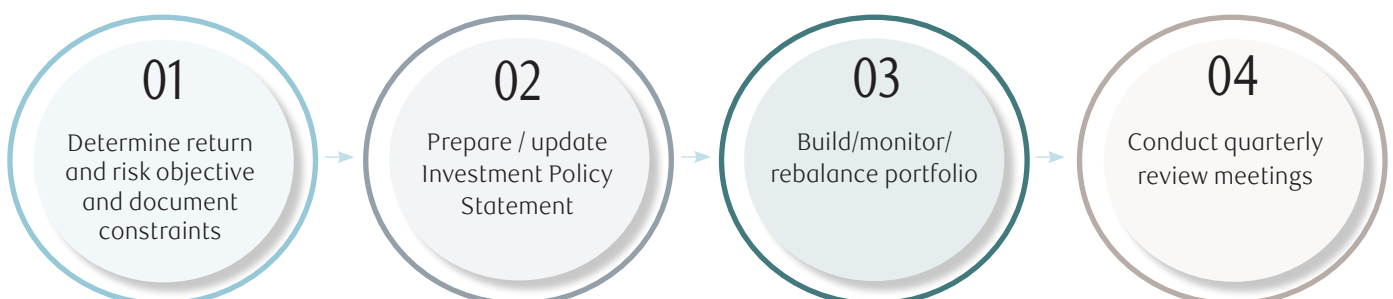 01
Determine return
and risk objective
and document
constraints
02
Prepare / update
Investment Policy
Statement
03
Build/monitor/
rebalance portfolio
04
Conduct quarterly
review meetings